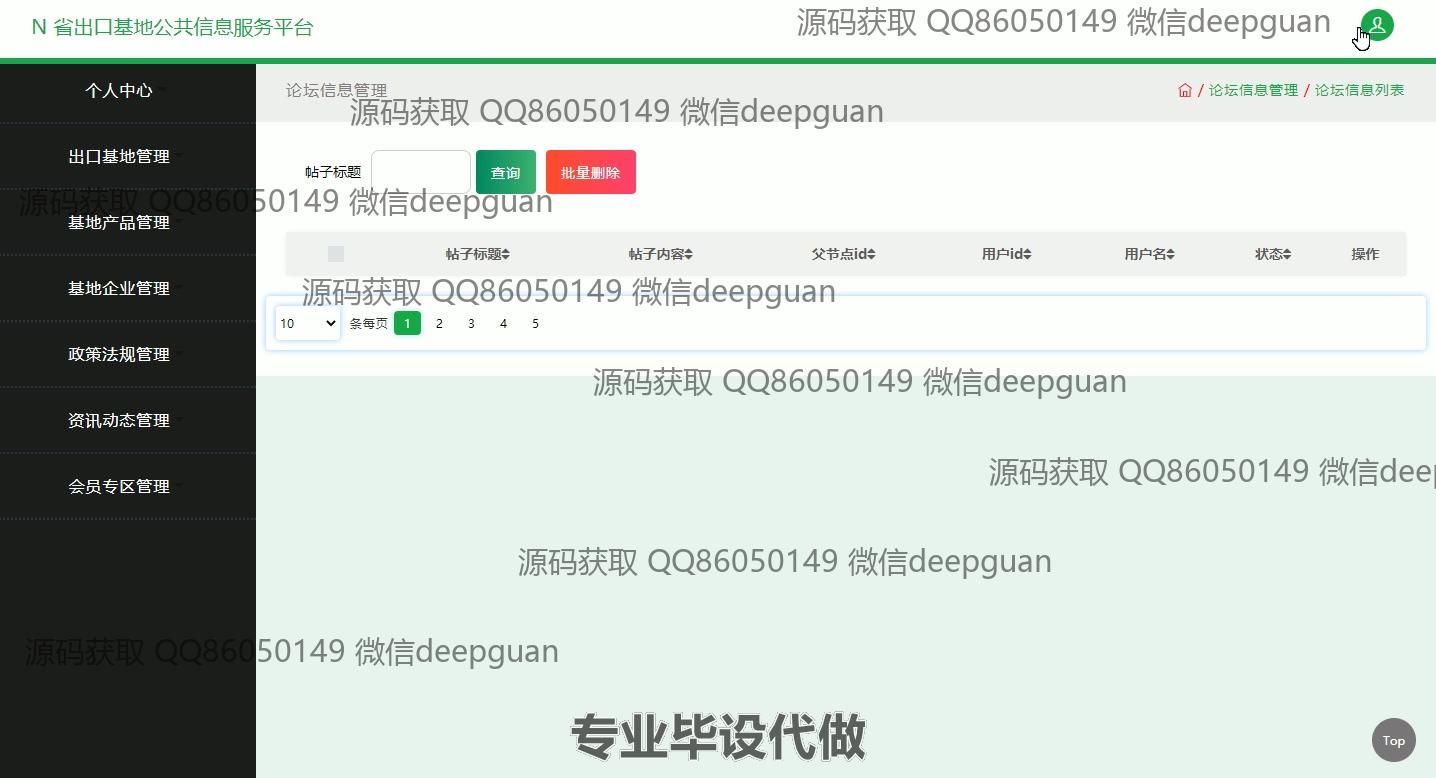 N 省出口基地公共信息服务平台
源码获取 QQ86050149 微信deepguan
个人中心
论坛信息管理
/ 论坛信息管理 / 论坛信息列表
源码获取 QQ86050149 微信deepguan
出口基地管理
帖子标题
查询
批量删除
源码获取 QQ86050149 微信deepguan
基地产品管理
帖子标题 帖子内容 父节点id 用户id 用户名 状态 操作
基地企业管理
源码获取 QQ86050149 微信deepguan
10 条每页 1 2 3 4 5
政策法规管理
源码获取 QQ86050149 微信deepguan
资讯动态管理
源码获取 QQ86050149 微信deep
会员专区管理
源码获取 QQ86050149 微信deepguan
源码获取 QQ86050149 微信deepguan
专业毕设代做
Top